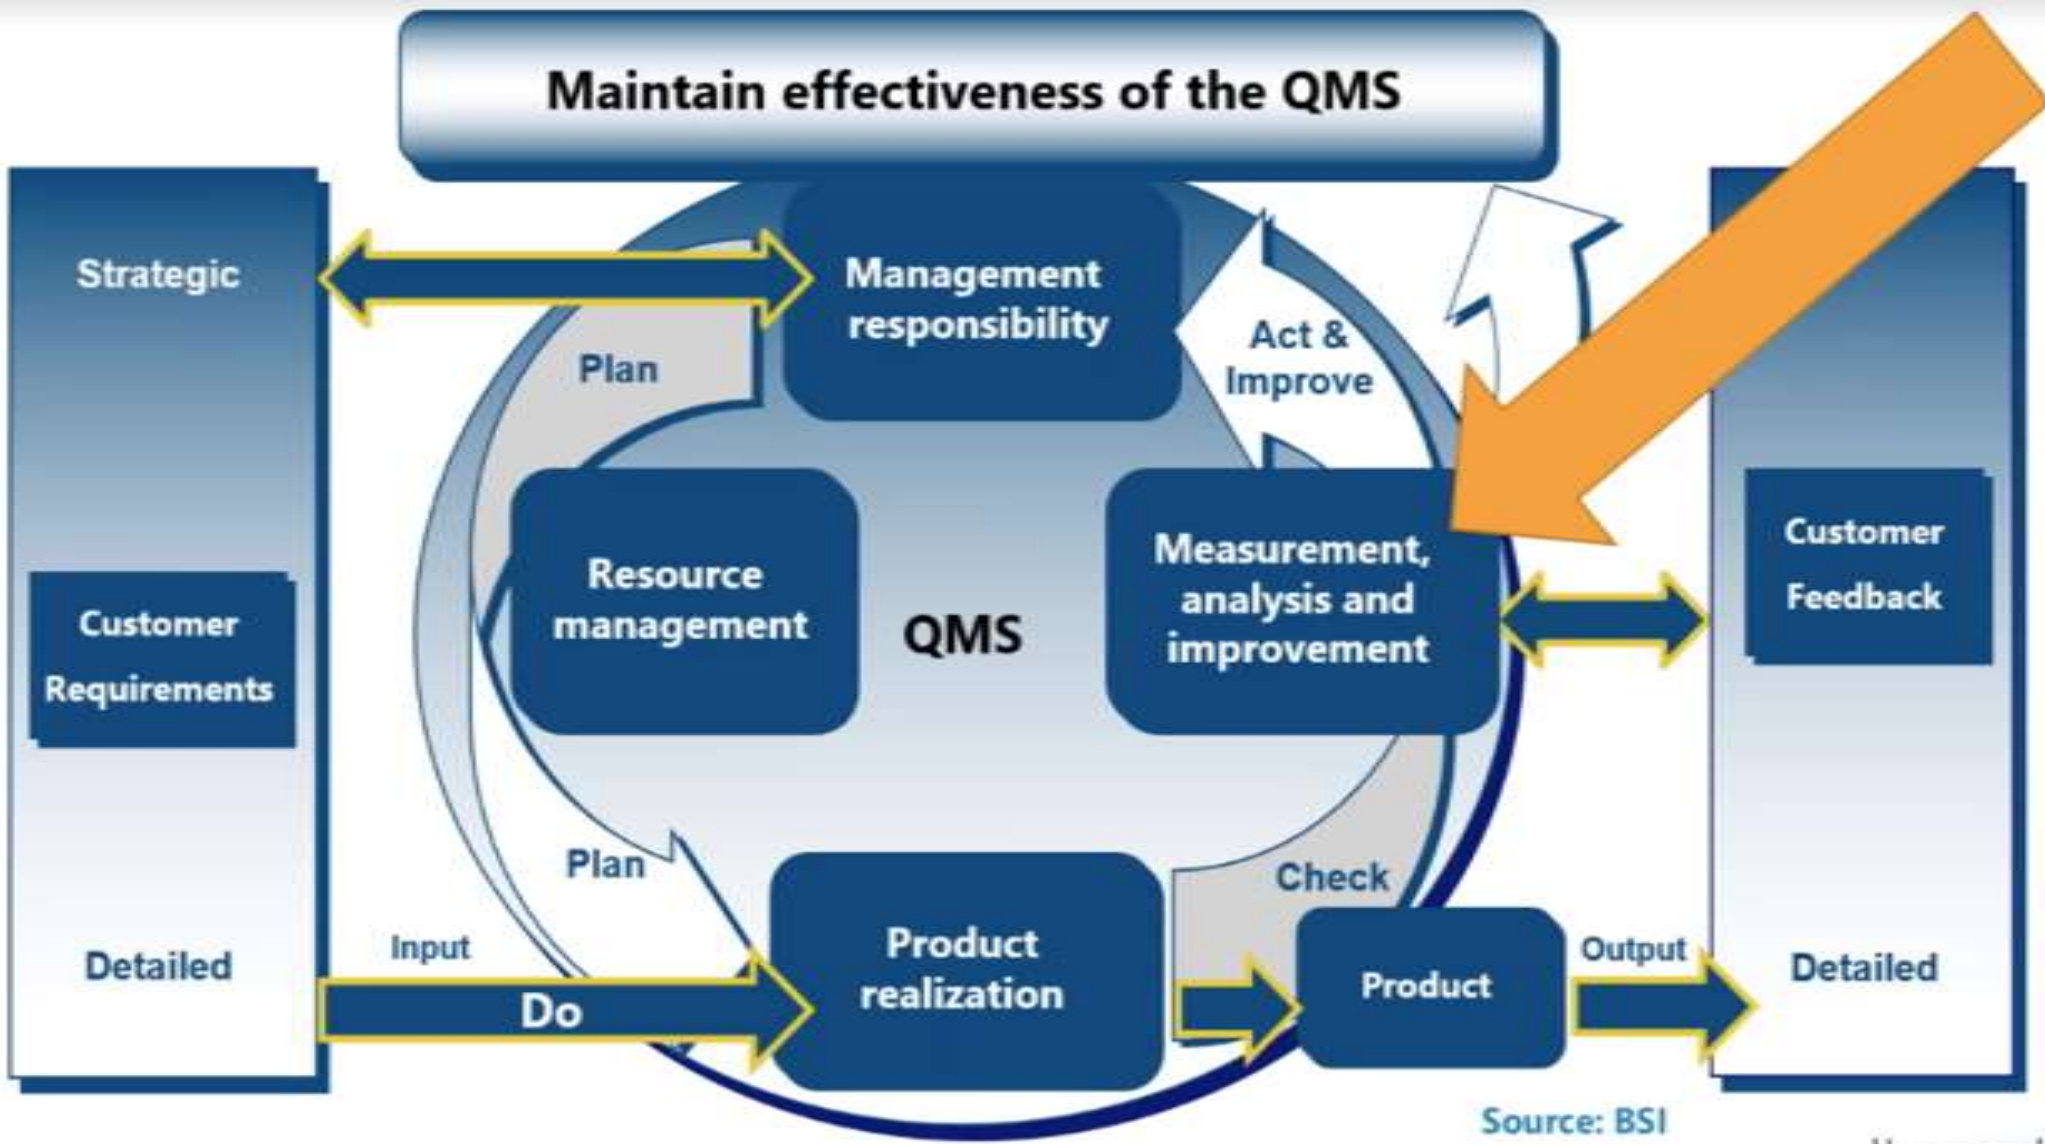 Maintain effectiveness of the QMS
Strategic
Management
responsibility
Plan
Act &
Improve
Customer
Requirements
Resource
management
QMS
Measurement,
analysis and
improvement
Customer
Feedback
Plan
Check
Detailed
Input
Do
Product
realization
Product
Output
Detailed
Source: BSI